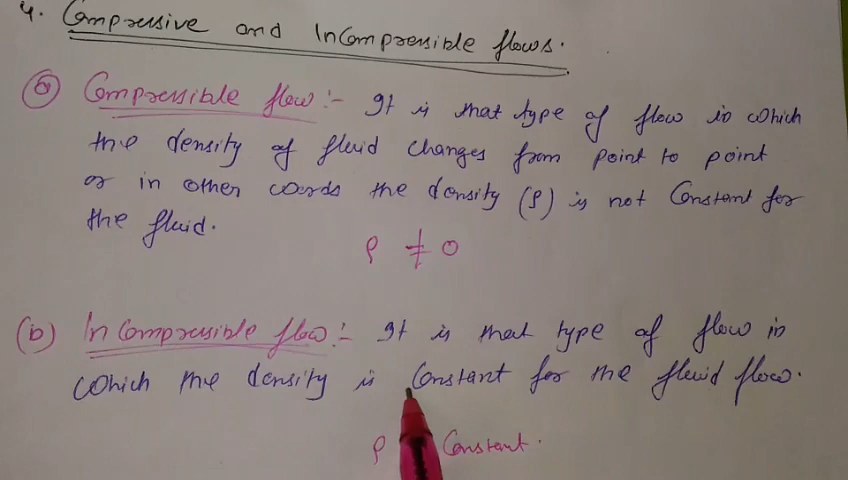 4. Compressive and InCompressible flows.
(a) Compressible flow :- It is that type of flow in which
the density of fluid changes from point to point
or in other words the density (ρ) is not Constant for
the fluid.
ρ ≠ 0
(b) InCompressible flow :- It is that type of flow in
which the density is Constant for the fluid flow.
ρ Constant.